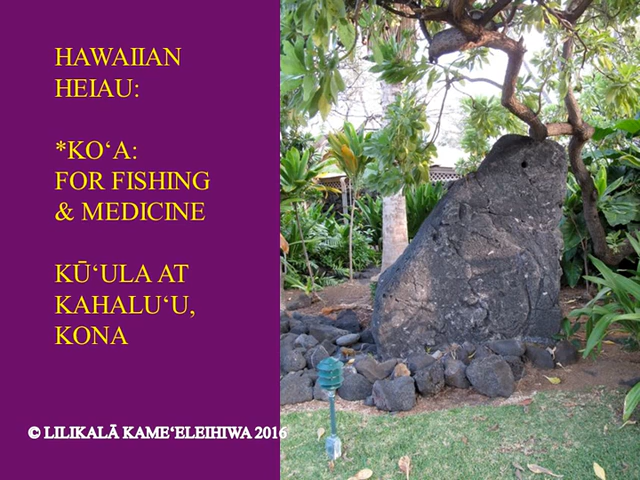 HAWAIIAN
HEIAU:
*KOʻA:
FOR FISHING
& MEDICINE
KŪʻULA AT
KAHALUʻU,
KONA
© LILIKALĀ KAMEʻELEIHIWA 2016